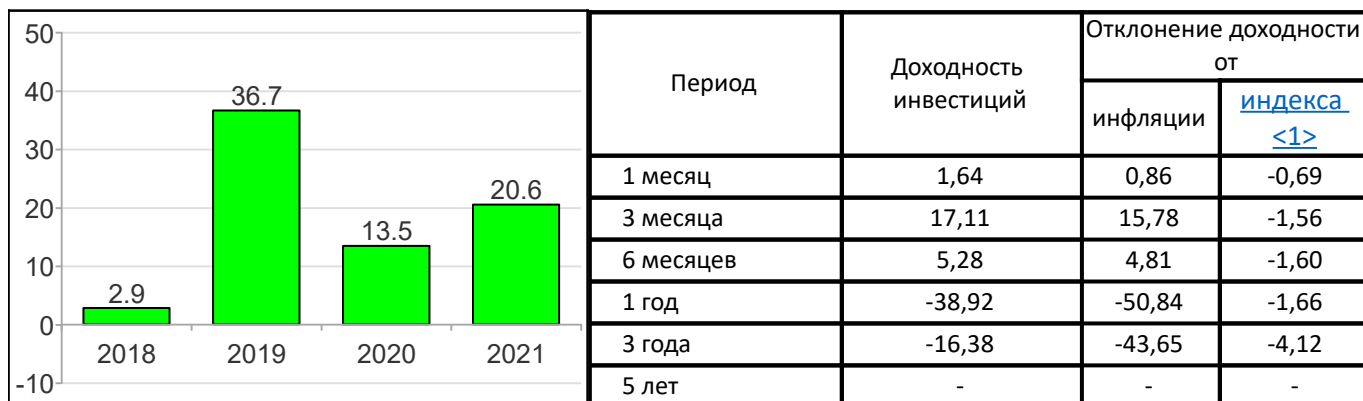 50
40
30
20
10
0
-10
2.9
36.7
13.5
20.6
2018 2019 2020 2021
Период
Доходность
инвестиций
Отклонение доходности
от
инфляции
индекса
<1>
1 месяц 1,64 0,86 -0,69
3 месяца 17,11 15,78 -1,56
6 месяцев 5,28 4,81 -1,60
1 год -38,92 -50,84 -1,66
3 года -16,38 -43,65 -4,12
5 лет - - -